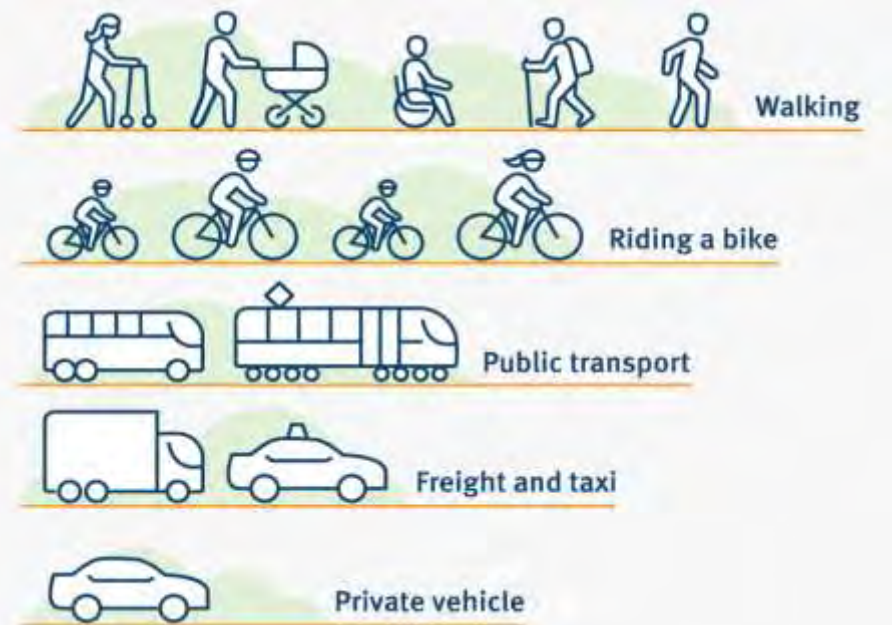 Walking
Riding a bike
Public transport
Freight and taxi
Private vehicle